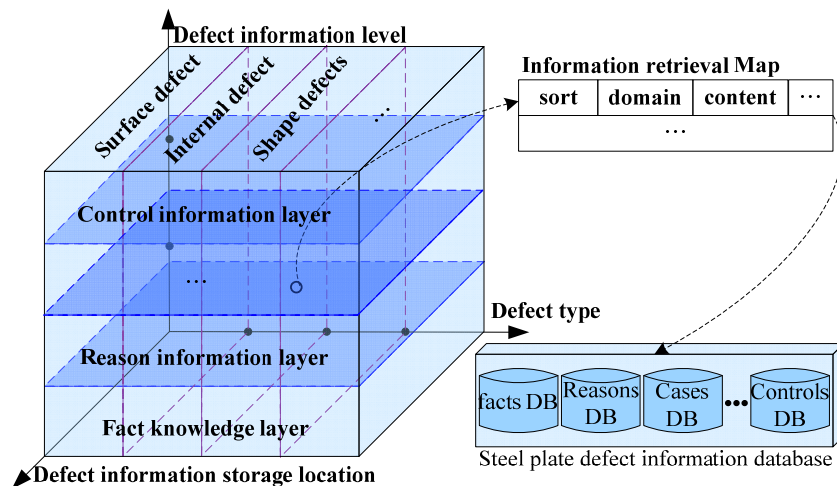 Defect information level
Surface defect
Internal defect
Shape defects
...
Control information layer
...
Reason information layer
Fact knowledge layer
Defect information storage location
Defect type
Information retrieval Map
sort domain content ...
...
facts DB
Reasons
DB
Cases
DB
...
Controls
DB
Steel plate defect information database